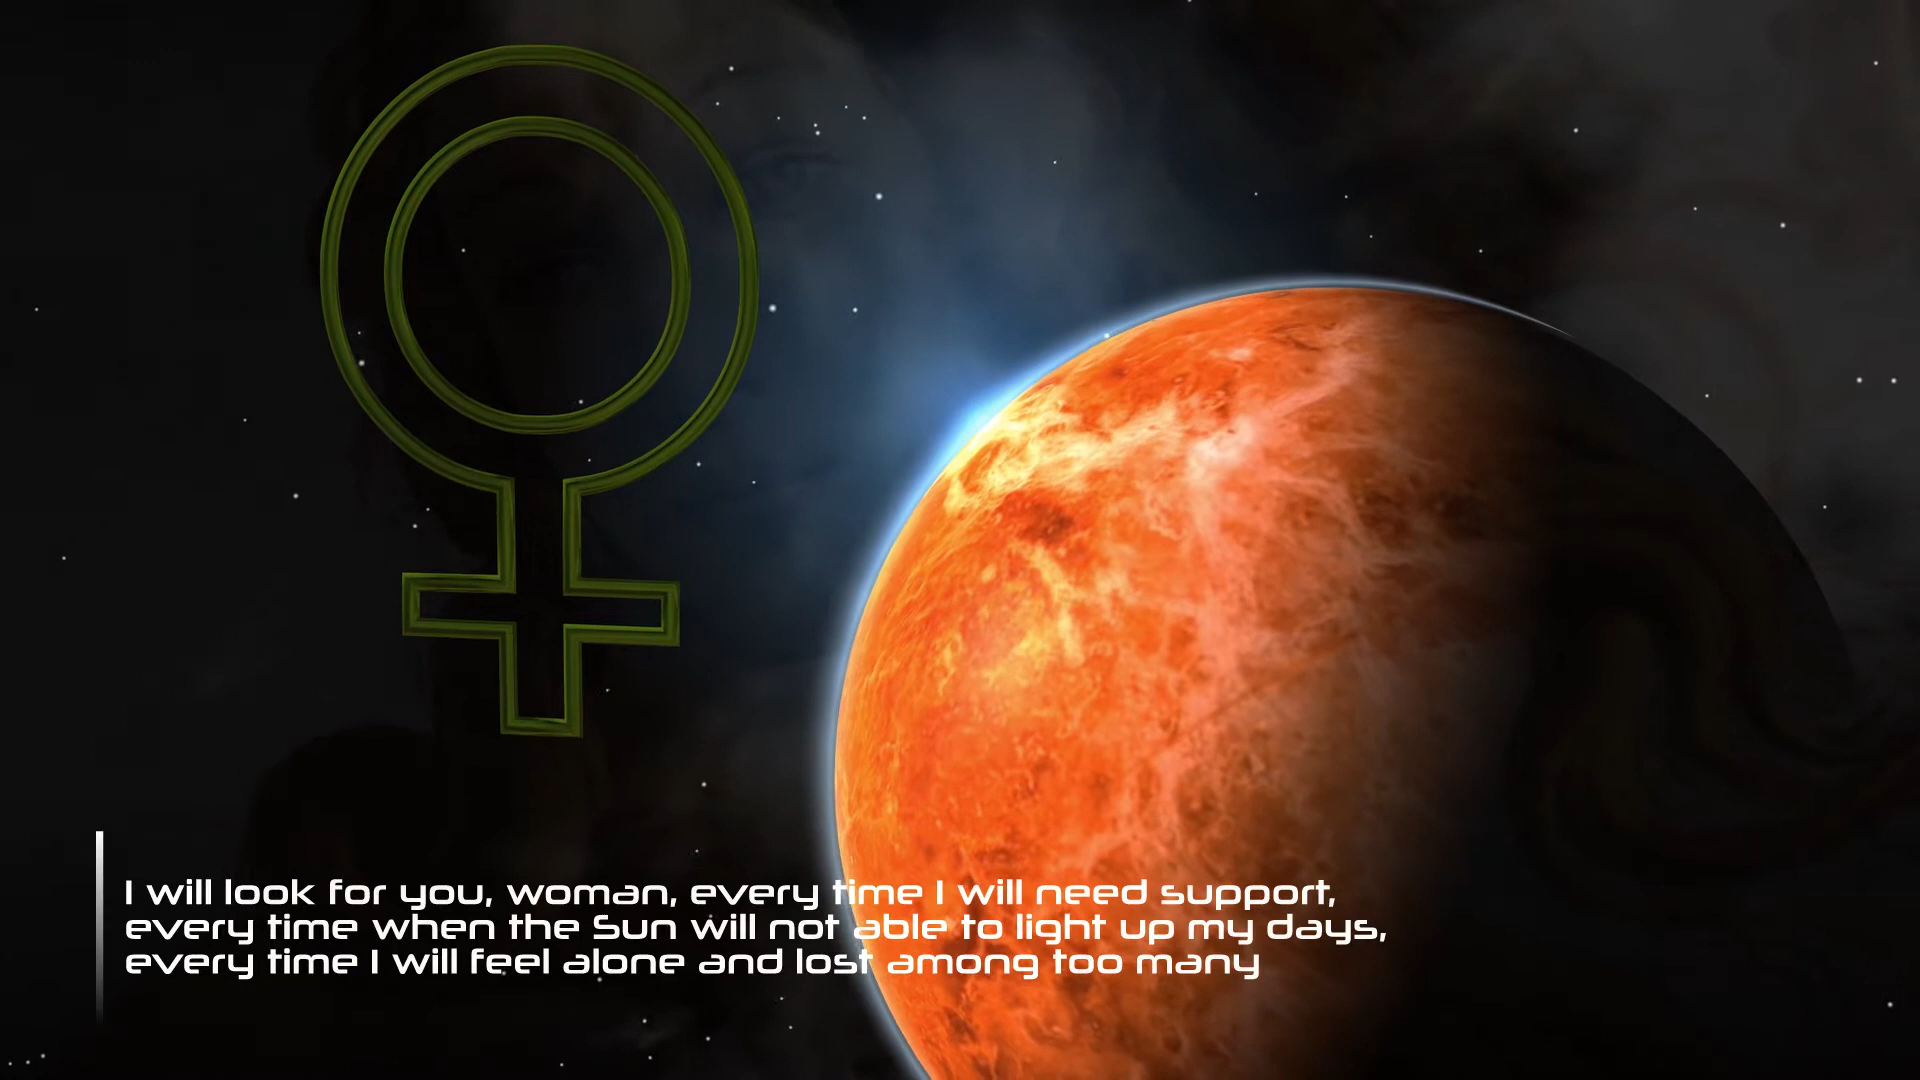 I will look for you, woman, every time I will need support,
every time when the Sun will not able to light up my days,
every time I will feel alone and lost among too many